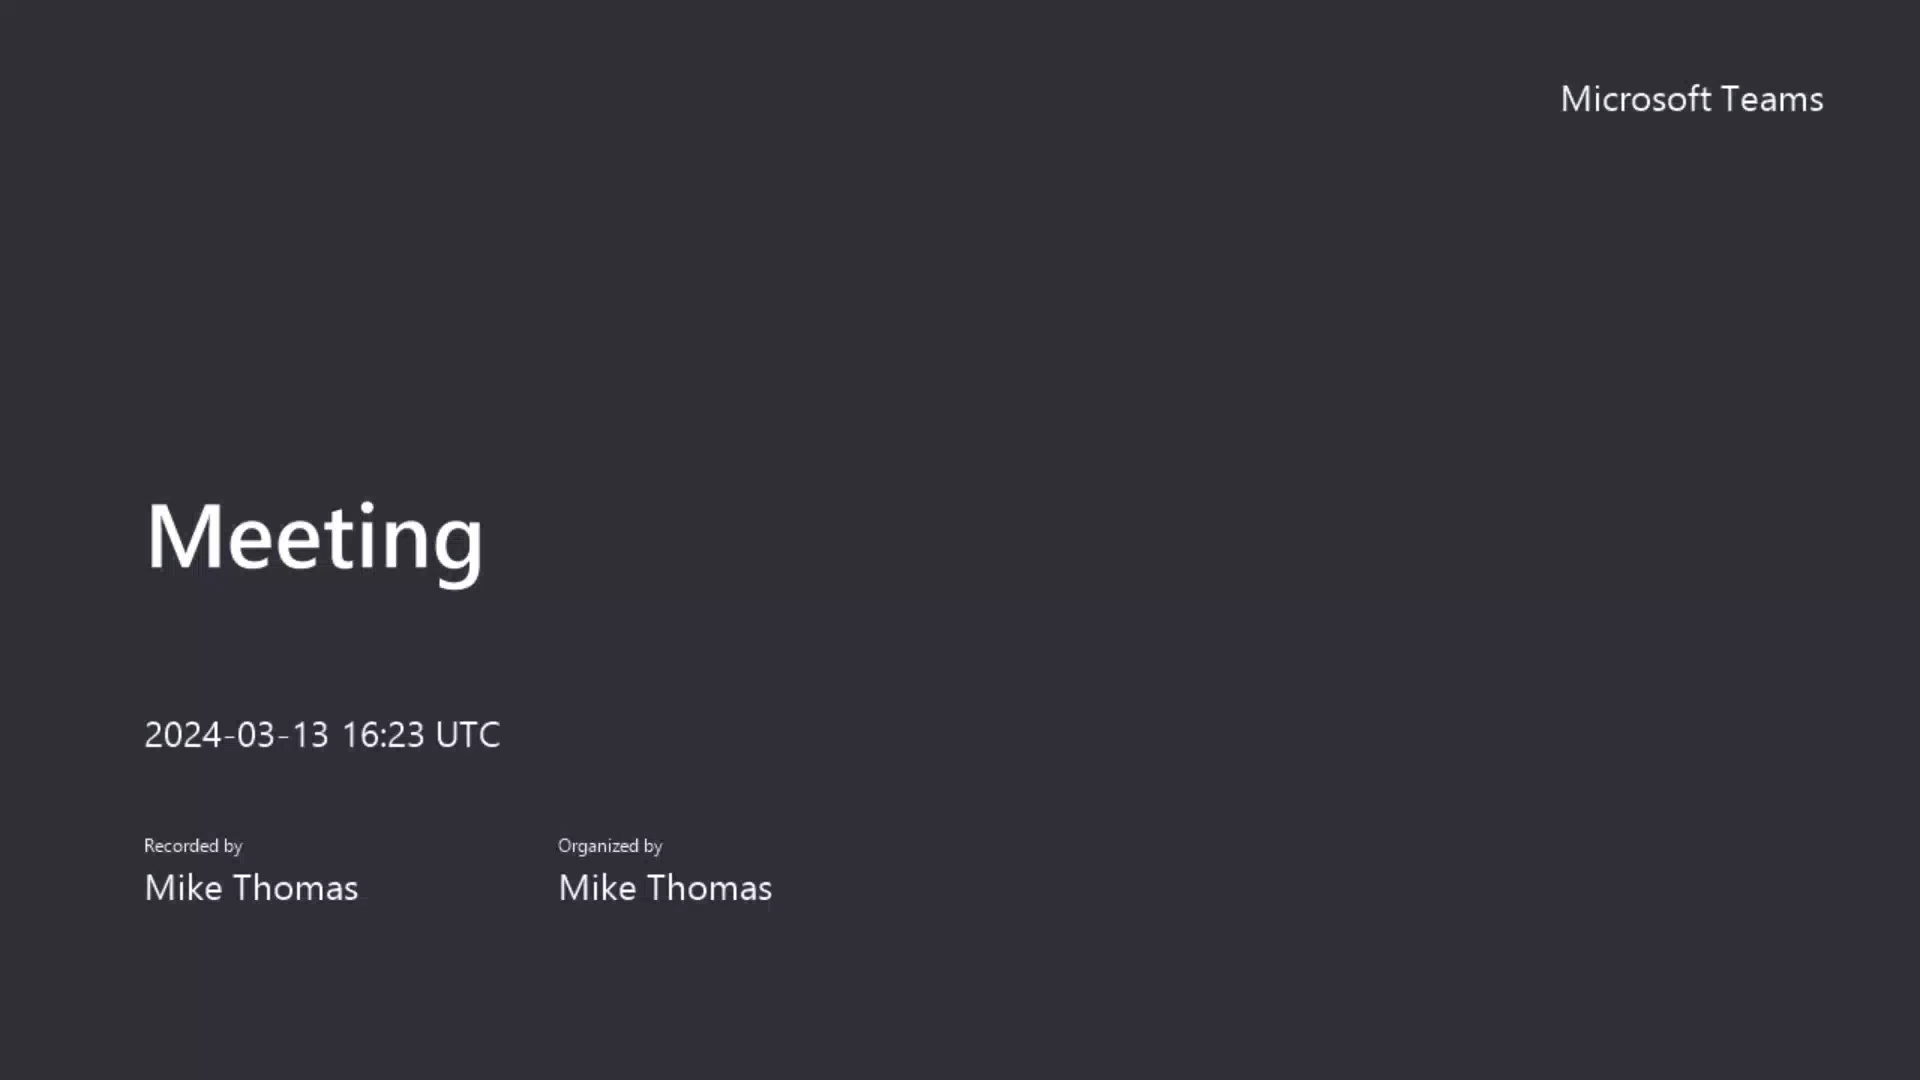 Microsoft Teams
Meeting
2024-03-13 16:23 UTC
Recorded by
Mike Thomas
Organized by
Mike Thomas